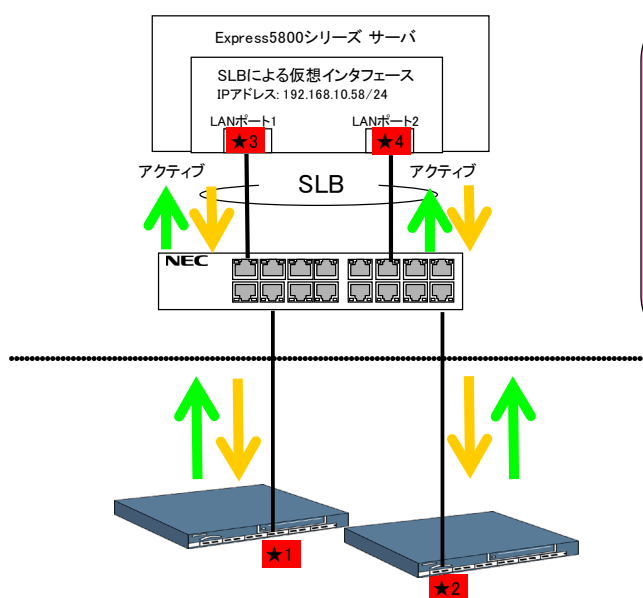 Express5800シリーズ サーバ
SLBによる仮想インタフェース
IPアドレス: 192.168.10.58/24
LANポート1
LANポート2
★3
★4
アクティブ
SLB
アクティブ
NEC
★1
★2